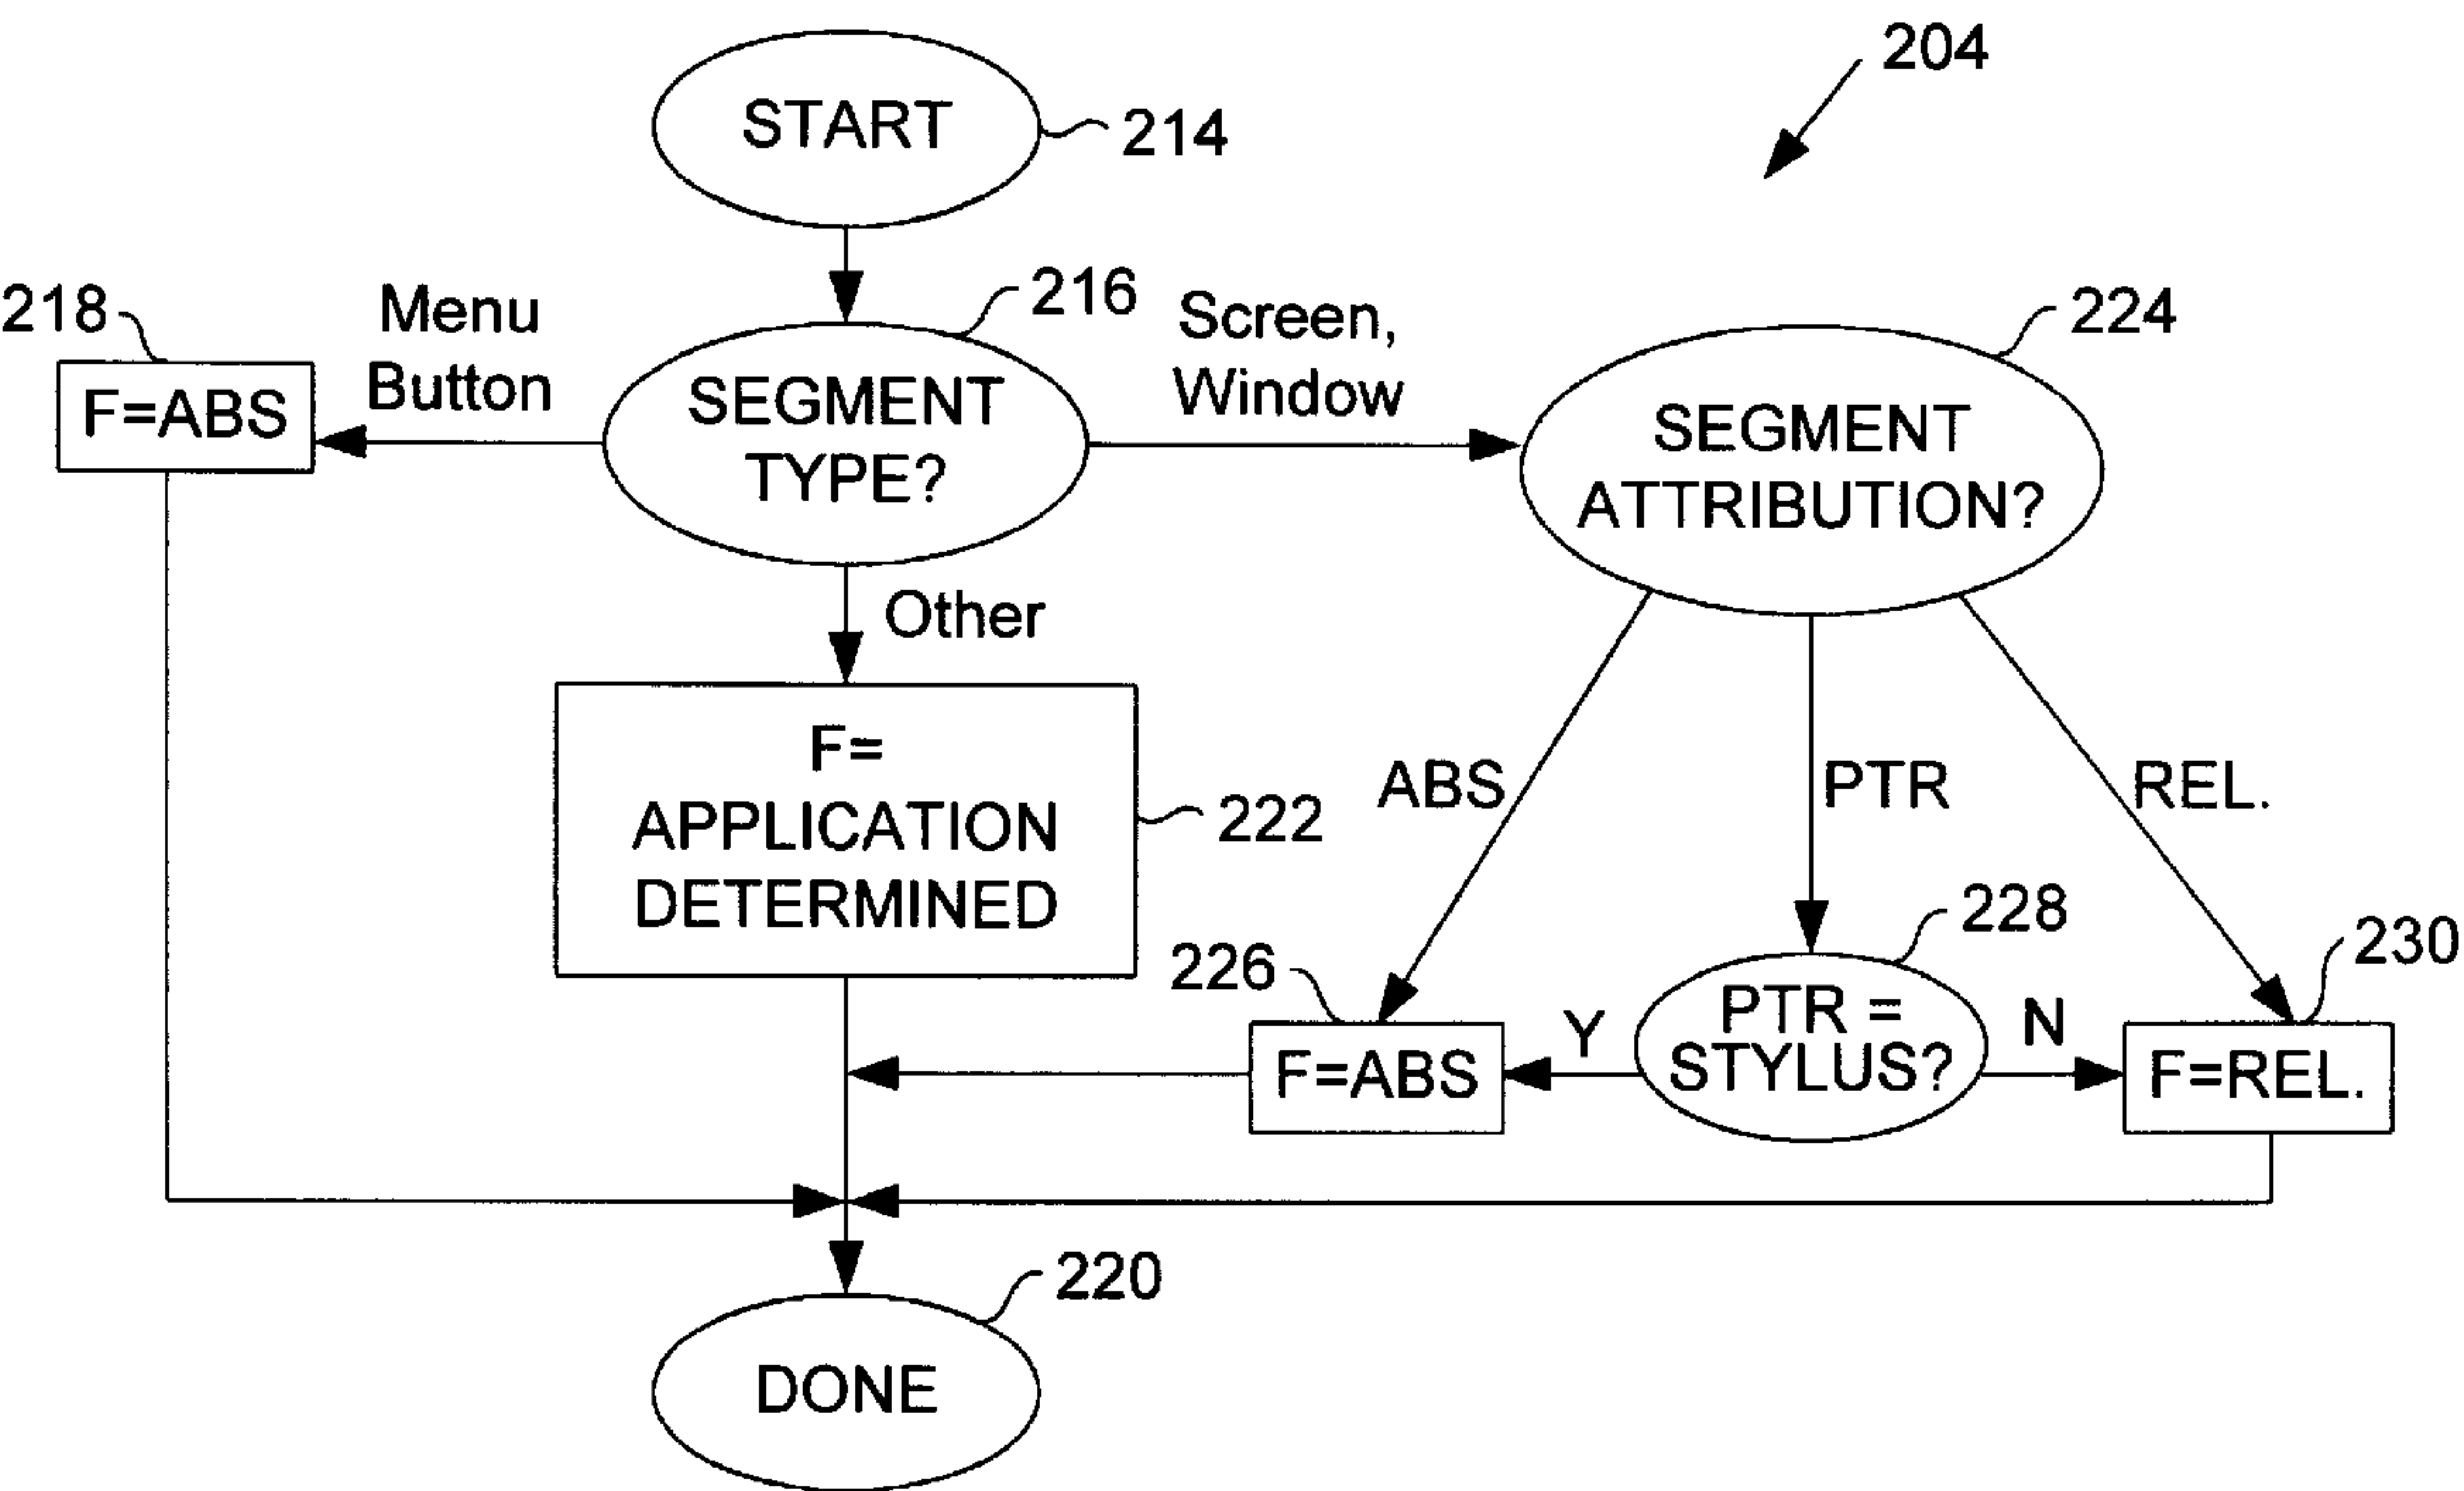 204
START
214
216
218
Menu
Button
Screen,
Window
224
F=ABS
SEGMENT
TYPE?
SEGMENT
ATTRIBUTION?
Other
F=
APPLICATION
DETERMINED
222
ABS
PTR
REL.
226
228
230
F=ABS
Y
PTR =
STYLUS?
N
F=REL.
220
DONE